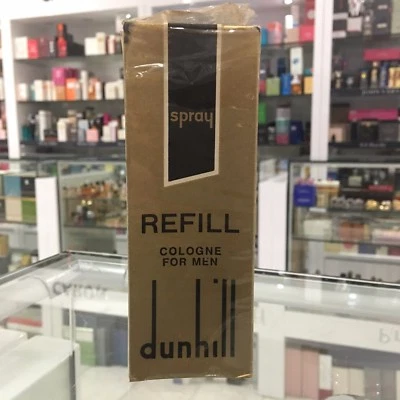 spray
REFILL
COLOGNE
FOR MEN
dunhill